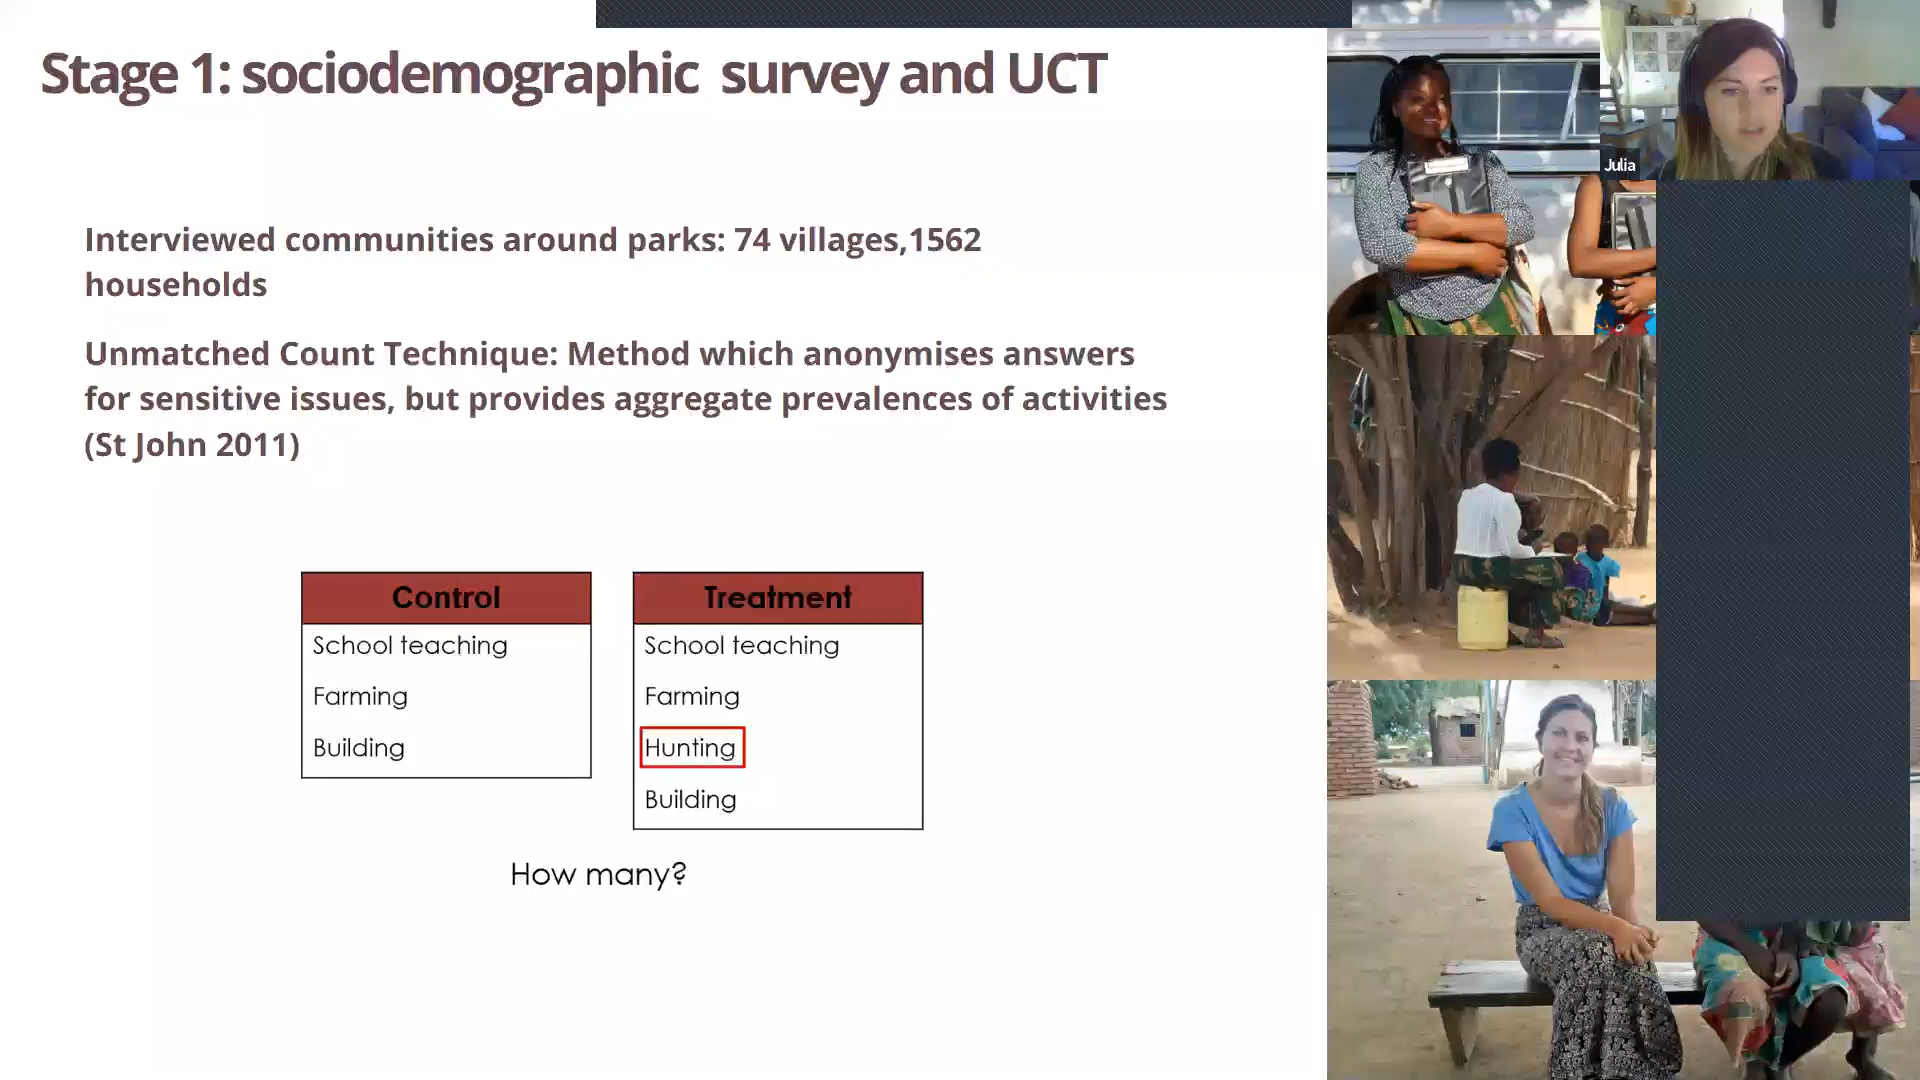 Stage 1: sociodemographic survey and UCT
Julia
Interviewed communities around parks: 74 villages,1562
households
Unmatched Count Technique: Method which anonymises answers
for sensitive issues, but provides aggregate prevalences of activities
(St John 2011)
Control
School teaching
Farming
Building
Treatment
School teaching
Farming
Hunting
Building
How many?